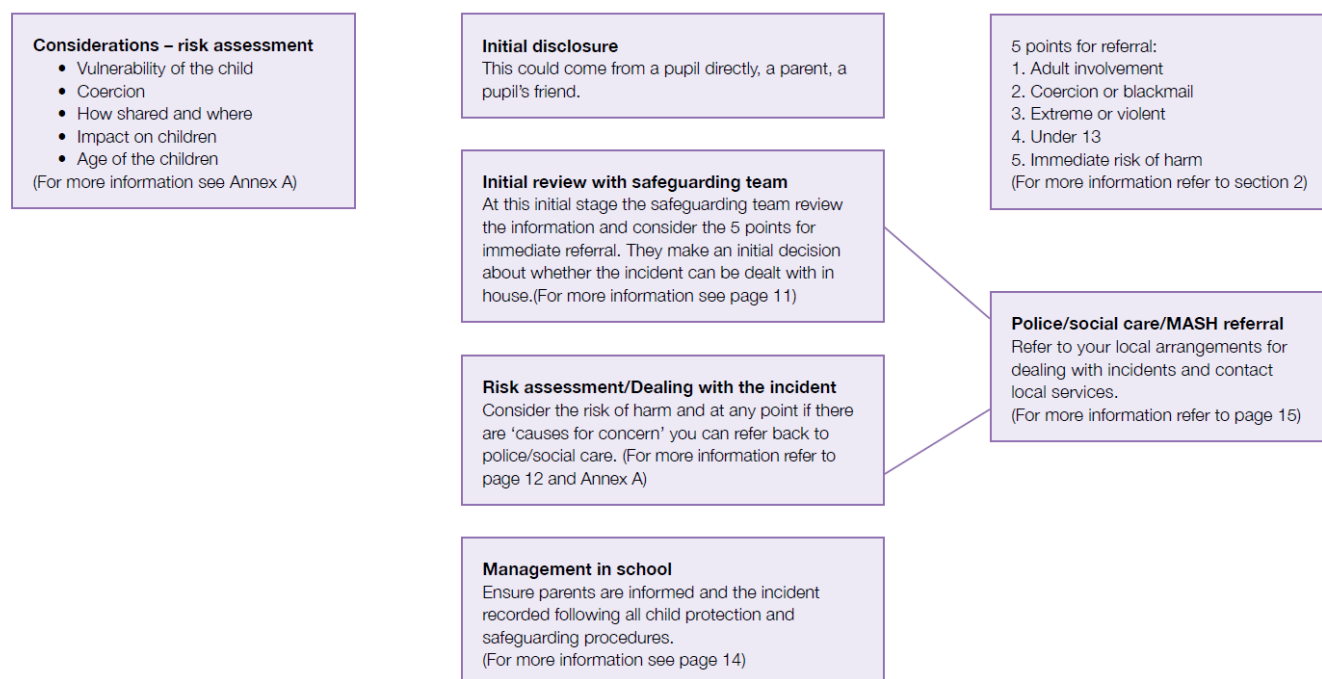 Considerations – risk assessment
• Vulnerability of the child
• Coercion
• How shared and where
• Impact on children
• Age of the children
(For more information see Annex A)
Initial disclosure
This could come from a pupil directly, a parent, a
pupil's friend.
Initial review with safeguarding team
At this initial stage the safeguarding team review
the information and consider the 5 points for
immediate referral. They make an initial decision
about whether the incident can be dealt with in
house.(For more information see page 11)
Risk assessment/Dealing with the incident
Consider the risk of harm and at any point if there
are ‘causes for concern’ you can refer back to
police/social care. (For more information refer to
page 12 and Annex A)
Management in school
Ensure parents are informed and the incident
recorded following all child protection and
safeguarding procedures.
(For more information see page 14)
5 points for referral:
1. Adult involvement
2. Coercion or blackmail
3. Extreme or violent
4. Under 13
5. Immediate risk of harm
(For more information refer to section 2)
Police/social care/MASH referral
Refer to your local arrangements for
dealing with incidents and contact
local services.
(For more information refer to page 15)